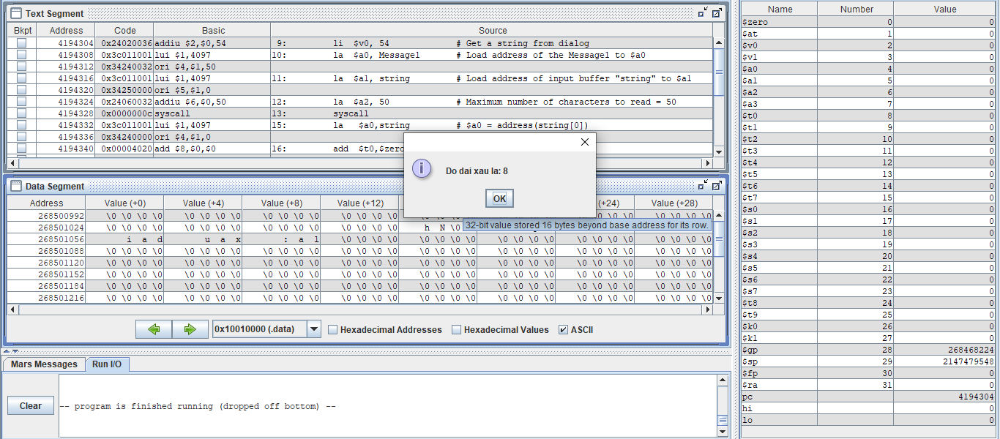 Text Segment
Bkpt Address Code Basic Source
4194304 0x24020036 addiu $2,$0,54 9: li $v0, 54 # Get a string from dialog
4194308 0x3c011001 lui $1,4097 10: la $a0, Message1 # Load address of the Message1 to $a0
4194312 0x34240032 ori $4,$1,50
4194316 0x3c011001 lui $1,4097 11: la $a1, string # Load address of input buffer "string" to $a1
4194320 0x34250000 ori $5,$1,0
4194324 0x24060032 addiu $6,$0,50 12: la $a2, 50 # Maximum number of characters to read = 50
4194328 0x0000000c syscall 13: syscall
4194332 0x3c011001 lui $1,4097 15: la $a0,string # $a0 = address(string[0])
4194336 0x34240000 ori $4,$1,0
4194340 0x00004020 add $8,$0,$0 16: add $t0,$zero
Do dai xau la: 8
OK
Data Segment
Address Value (+0) Value (+4) Value (+8) Value (+12) (+24) Value (+28)
268500992 \0 \0 \0 \0 \0 \0 \0 \0 \0 \0 \0 \0 \0 \0 \0 \0 \0 \0 \0 \0
268501024 \0 \0 \0 \0 \0 \0 \0 \0 \0 \0 \0 \0 \0 \0 \0 \0 h N \0 \0
32-bit value stored 16 bytes beyond base address for its row.
268501056 i a d u a x : a l \0 \0 \0 \0 \0 \0 \0 \0 \0 \0 \0 \0 \0 \0 \0 \0 \0 \0 \0 \0
268501088 \0 \0 \0 \0 \0 \0 \0 \0 \0 \0 \0 \0 \0 \0 \0 \0 \0 \0 \0 \0 \0 \0 \0 \0 \0 \0 \0 \0 \0 \0 \0 \0
268501120 \0 \0 \0 \0 \0 \0 \0 \0 \0 \0 \0 \0 \0 \0 \0 \0 \0 \0 \0 \0 \0 \0 \0 \0 \0 \0 \0 \0 \0 \0 \0 \0
268501152 \0 \0 \0 \0 \0 \0 \0 \0 \0 \0 \0 \0 \0 \0 \0 \0 \0 \0 \0 \0 \0 \0 \0 \0 \0 \0 \0 \0 \0 \0 \0 \0
268501184 \0 \0 \0 \0 \0 \0 \0 \0 \0 \0 \0 \0 \0 \0 \0 \0 \0 \0 \0 \0 \0 \0 \0 \0 \0 \0 \0 \0 \0 \0 \0 \0
268501216 \0 \0 \0 \0 \0 \0 \0 \0 \0 \0 \0 \0 \0 \0 \0 \0 \0 \0 \0 \0 \0 \0 \0 \0 \0 \0 \0 \0 \0 \0 \0 \0
0x10010000 (.data) Hexadecimal Addresses Hexadecimal Values ASCII
Mars Messages Run I/O
Clear
-- program is finished running (dropped off bottom) --
Name Number Value
$zero 0 0
$at 1 0
$v0 2 0
$v1 3 0
$a0 4 0
$a1 5 0
$a2 6 0
$a3 7 0
$t0 8 0
$t1 9 0
$t2 10 0
$t3 11 0
$t4 12 0
$t5 13 0
$t6 14 0
$t7 15 0
$s0 16 0
$s1 17 0
$s2 18 0
$s3 19 0
$s4 20 0
$s5 21 0
$s6 22 0
$s7 23 0
$t8 24 0
$t9 25 0
$k0 26 0
$k1 27 0
$gp 28 268468224
$sp 29 2147479548
$fp 30 0
$ra 31 0
pc 4194304
hi 0
lo 0